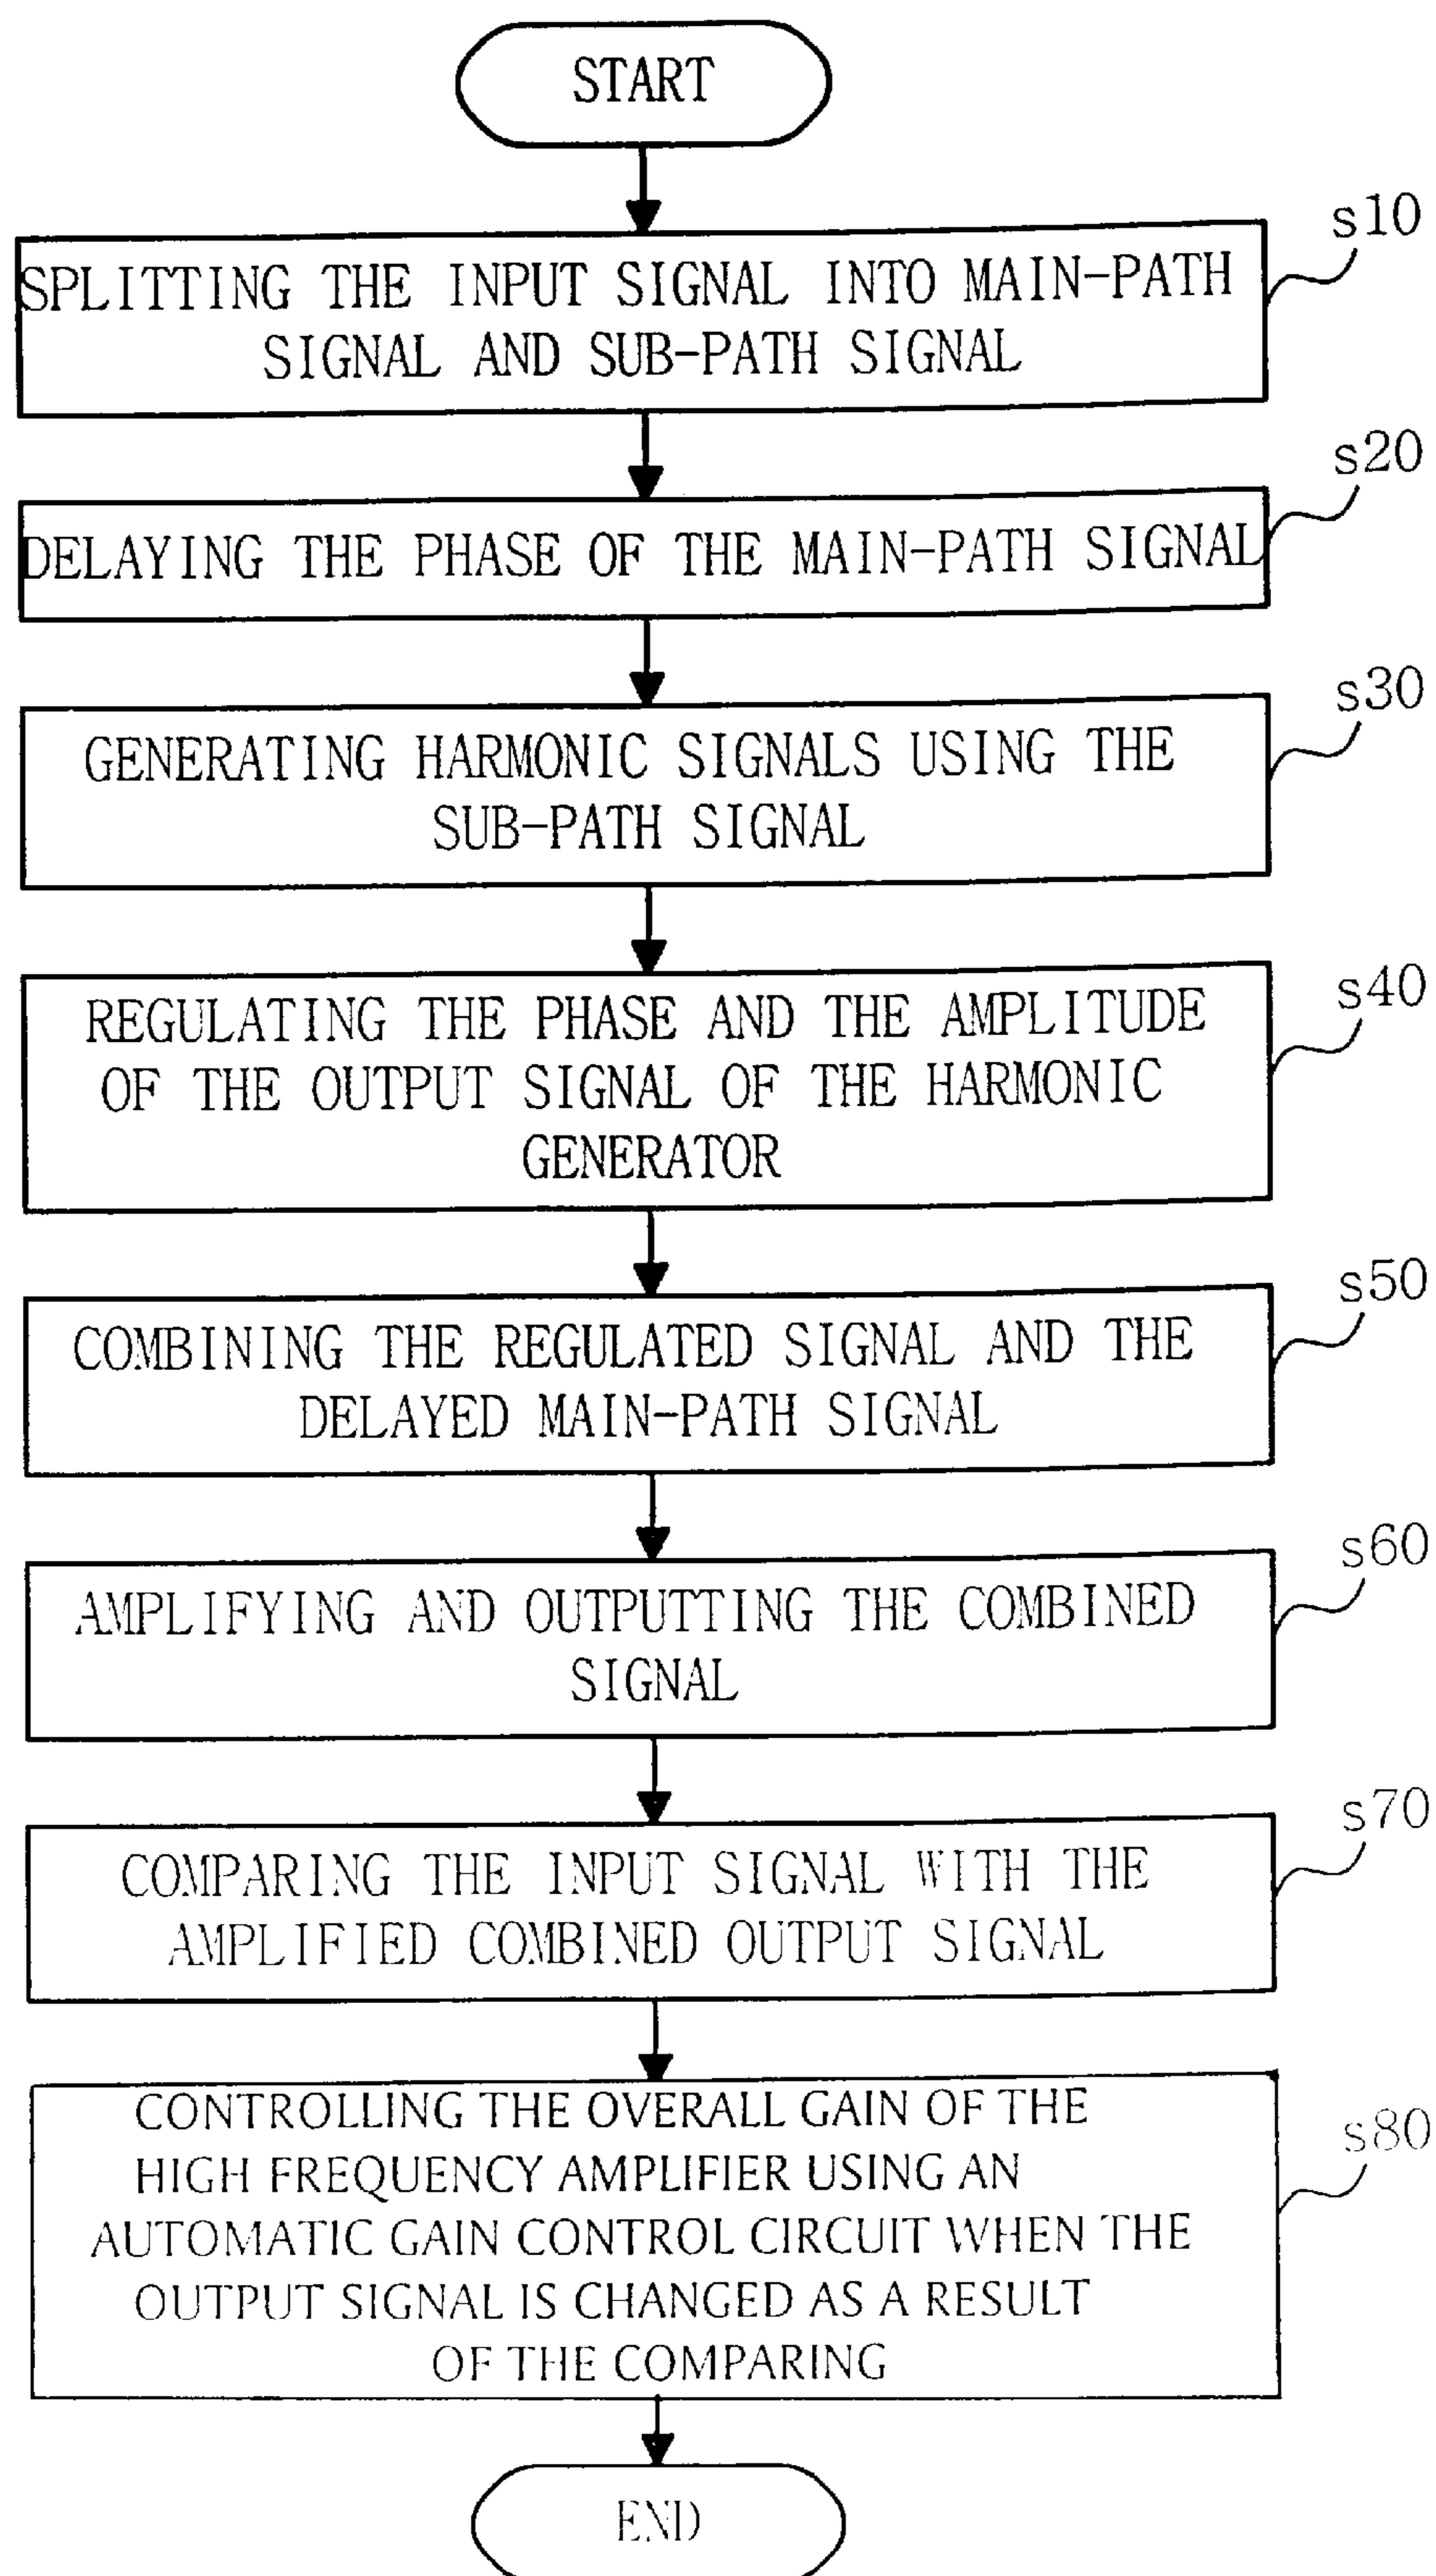 START
s10
SPLITTING THE INPUT SIGNAL INTO MAIN-PATH
SIGNAL AND SUB-PATH SIGNAL
s20
DELAYING THE PHASE OF THE MAIN-PATH SIGNAL
s30
GENERATING HARMONIC SIGNALS USING THE
SUB-PATH SIGNAL
s40
REGULATING THE PHASE AND THE AMPLITUDE
OF THE OUTPUT SIGNAL OF THE HARMONIC
GENERATOR
s50
COMBINING THE REGULATED SIGNAL AND THE
DELAYED MAIN-PATH SIGNAL
s60
AMPLIFYING AND OUTPUTTING THE COMBINED
SIGNAL
s70
COMPARING THE INPUT SIGNAL WITH THE
AMPLIFIED COMBINED OUTPUT SIGNAL
s80
CONTROLLING THE OVERALL GAIN OF THE
HIGH FREQUENCY AMPLIFIER USING AN
AUTOMATIC GAIN CONTROL CIRCUIT WHEN THE
OUTPUT SIGNAL IS CHANGED AS A RESULT
OF THE COMPARING
END